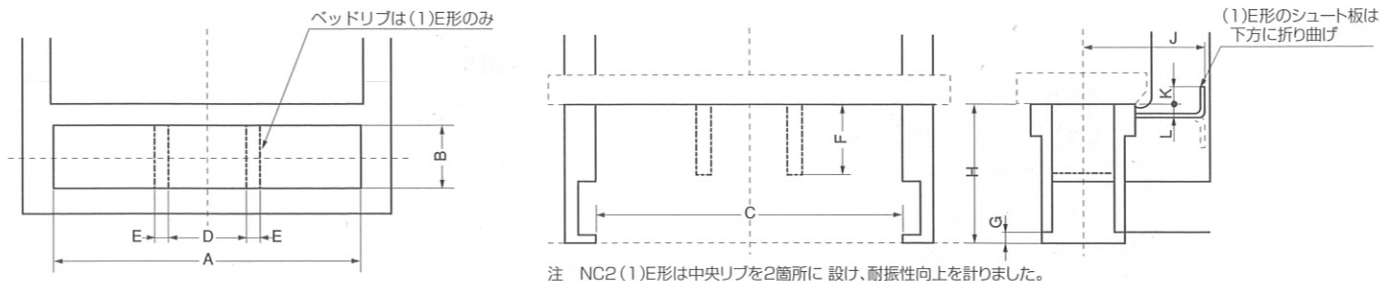 ベッドリブは(1)E形のみ
B
E
D
E
A
F
C
H
G
(1)E形のシュート板は
下方に折り曲げ
J
K
L
注 NC2(1)E形は中央リブを2箇所に 設け、耐振性向上を計りました。